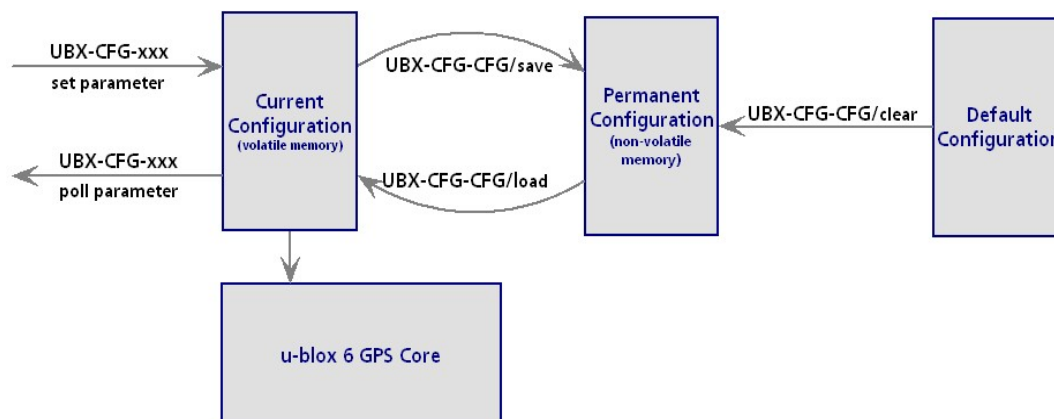 UBX-CFG-xxx
set parameter
UBX-CFG-xxx
poll parameter
Current
Configuration
(volatile memory)
UBX-CFG-CFG/save
UBX-CFG-CFG/load
Permanent
Configuration
(non-volatile
memory)
UBX-CFG-CFG/clear
Default
Configuration
u-blox 6 GPS Core